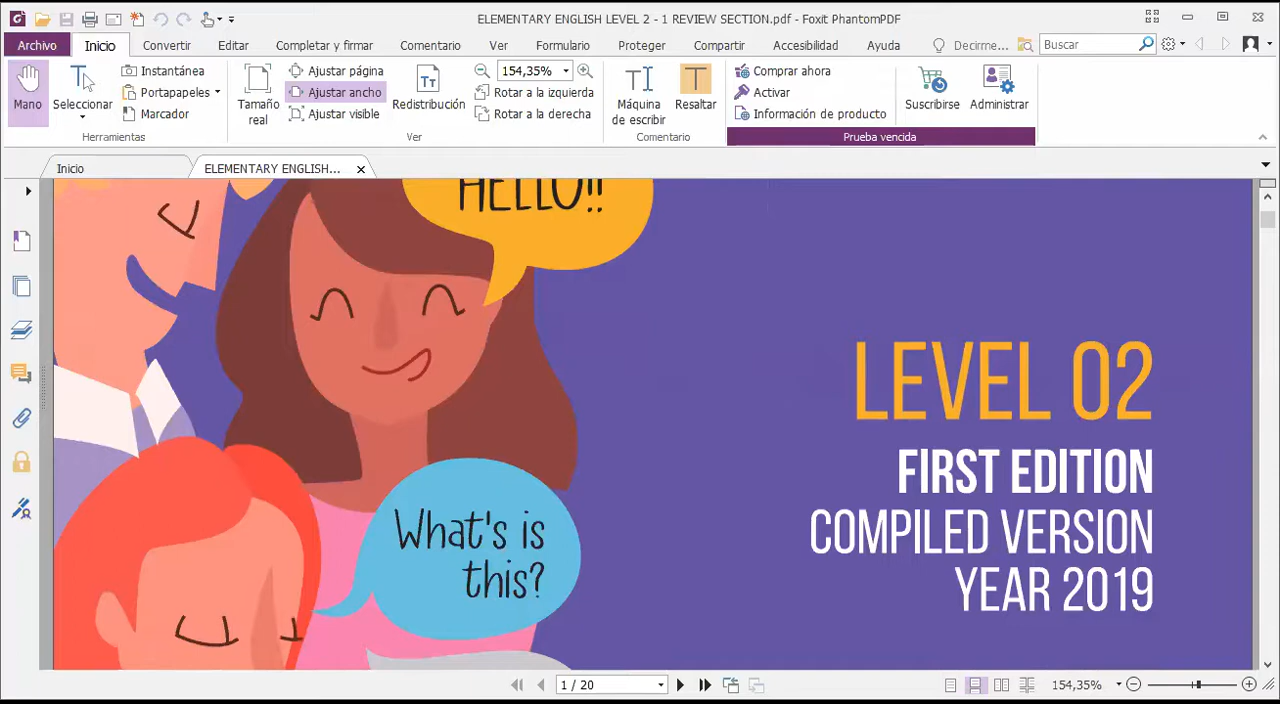 ELEMENTARY ENGLISH LEVEL 2 - 1 REVIEW SECTION.pdf - Foxit PhantomPDF
Archivo Inicio Convertir Editar Completar y firmar Comentario Ver Formulario Proteger Compartir Accesibilidad Ayuda Decirme... Buscar
Mano
Seleccionar
Instantánea
Portapapeles
Marcador
Herramientas
Tamaño
real
Ajustar página
Ajustar ancho
Ajustar visible
Redistribución
154,35%
Rotar a la izquierda
Rotar a la derecha
Ver
Máquina
de escribir
Resaltar
Comentario
Comprar ahora
Activar
Información de producto
Suscribirse
Administrar
Prueba vencida
Inicio
ELEMENTARY ENGLISH...
HELLO!!
LEVEL 02
FIRST EDITION
COMPILED VERSION
YEAR 2019
What's is
this?
1 / 20
154,35%